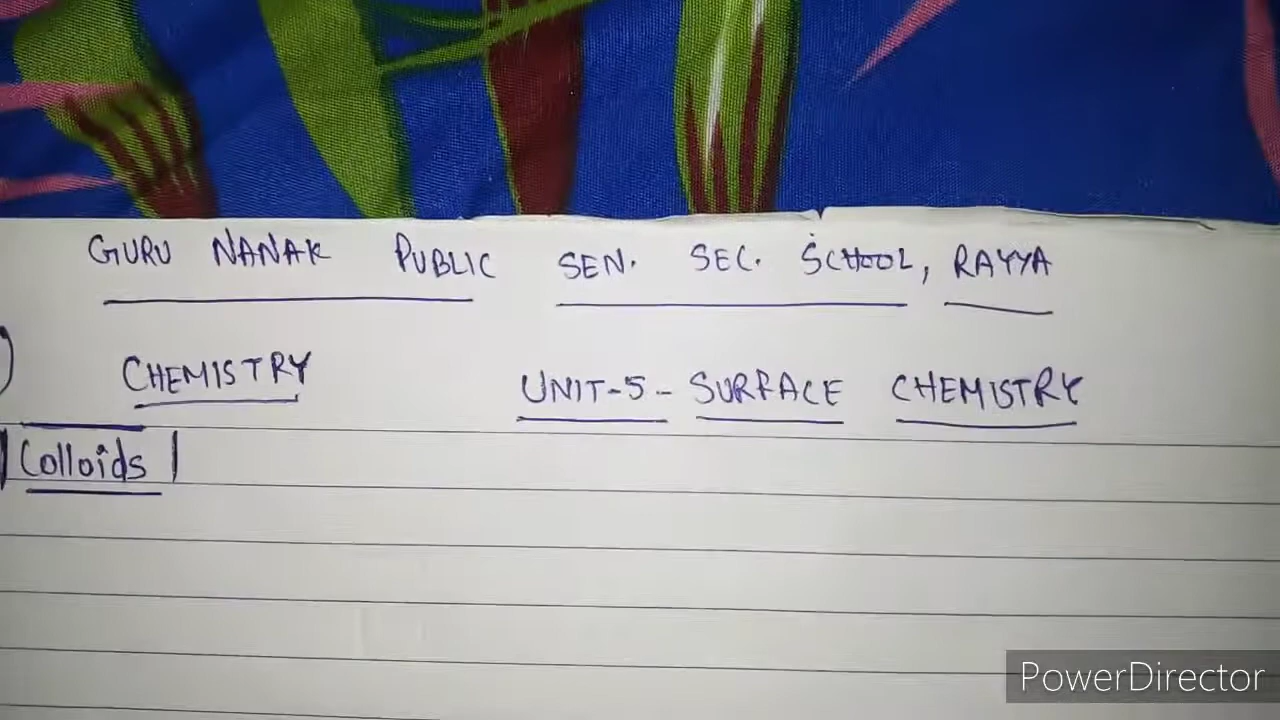 GURU NANAK PUBLIC SEN. SEC. SCHOOL, RAYYA
CHEMISTRY UNIT-5- SURFACE CHEMISTRY
Colloids
PowerDirector